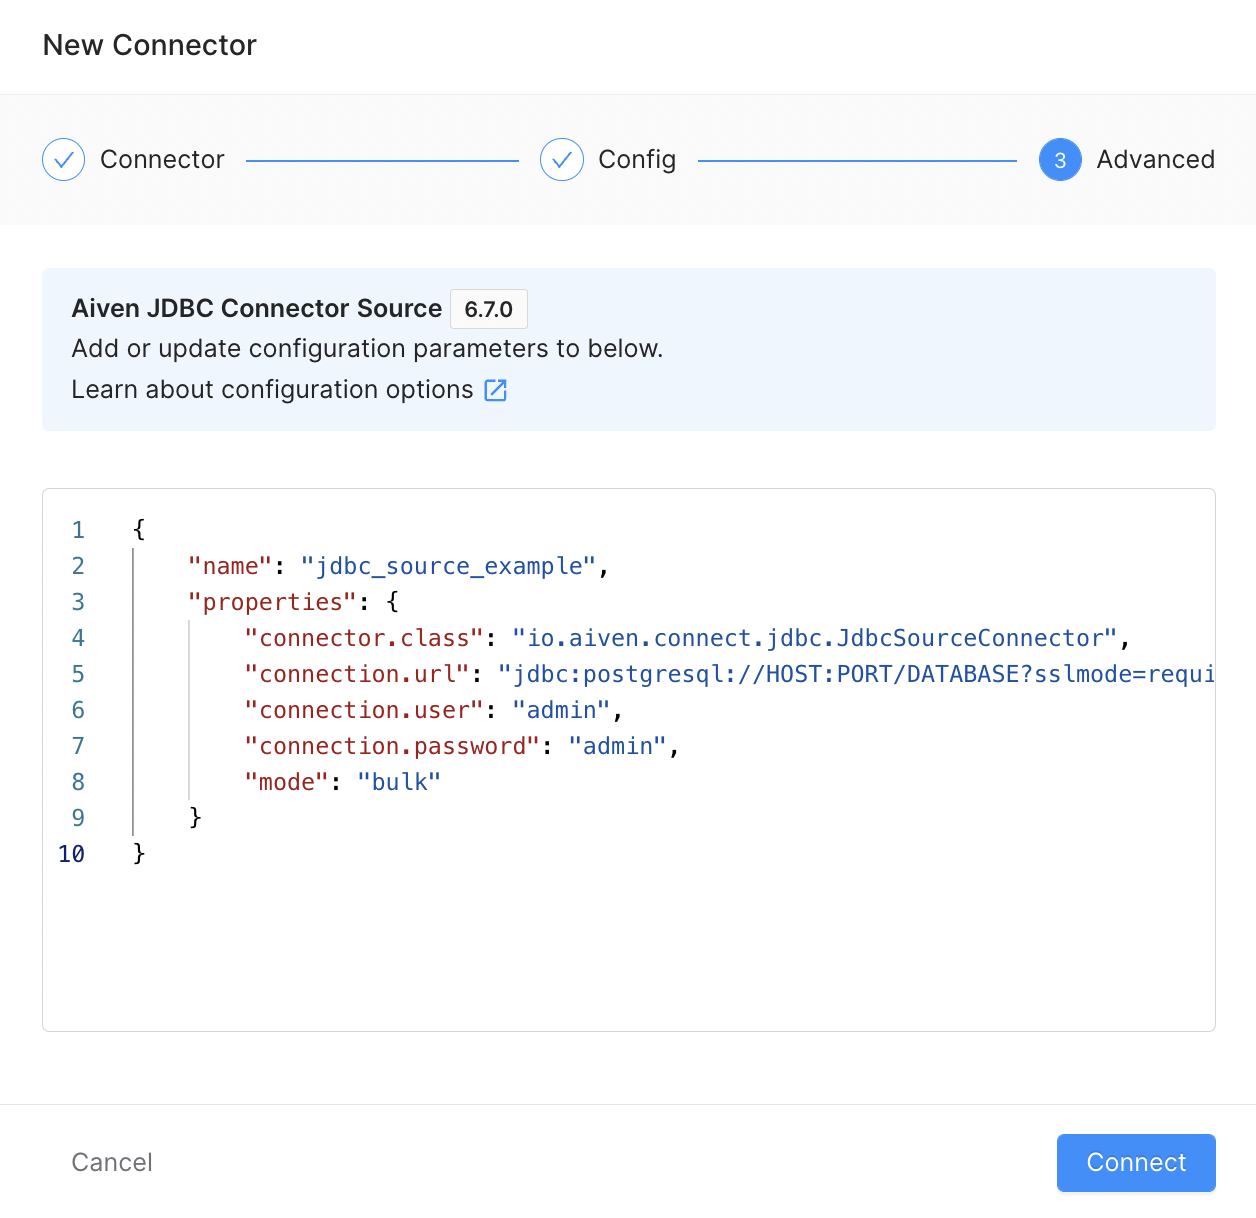 New Connector
Connector
Config
3 Advanced
Aiven JDBC Connector Source 6.7.0
Add or update configuration parameters to below.
Learn about configuration options
1 {
2 "name": "jdbc_source_example",
3 "properties": {
4 "connector.class": "io.aiven.connect.jdbc.JdbcSourceConnector",
5 "connection.url": "jdbc:postgresql://HOST:PORT/DATABASE?sslmode=requi
6 "connection.user": "admin",
7 "connection.password": "admin",
8 "mode": "bulk"
9 }
10 }
Cancel
Connect